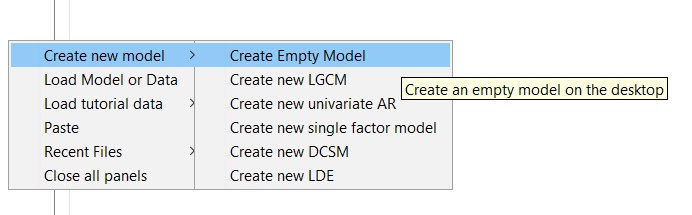 Create new model
Load Model or Data
Load tutorial data
Paste
Recent Files
Close all panels
Create Empty Model
Create new LGCM
Create new univariate AR
Create new single factor model
Create new DCSM
Create new LDE
Create an empty model on the desktop